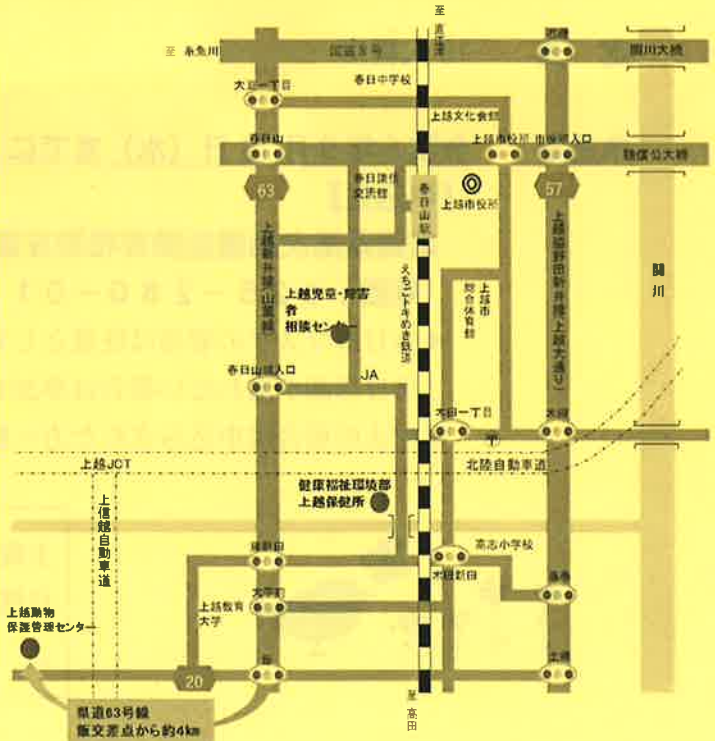 至 直江津
至 糸魚川
国道8号
関川大橋
大豆一丁目
春日中学校
上越文化会館
春日山
上越市役所
市役所入口
謙信公大橋
63
春日謙信交流館
春日山駅
上越市役所
57
上越新井線(山麓線)
えちごトキめき鉄道
上越市
総合体育館
上越脇野田新井線(上越大通り)
関川
上越児童・障害
者
相談センター
春日山城入口
JA
木田一丁目
木田
〒
上越JCT
北陸自動車道
上信越自動車道
健康福祉環境部
上越保健所
高志小学校
木田新田
上越教育
大学
上越動物
保護管理センター
20
至 高田
県道63号線
飯交差点から約4km